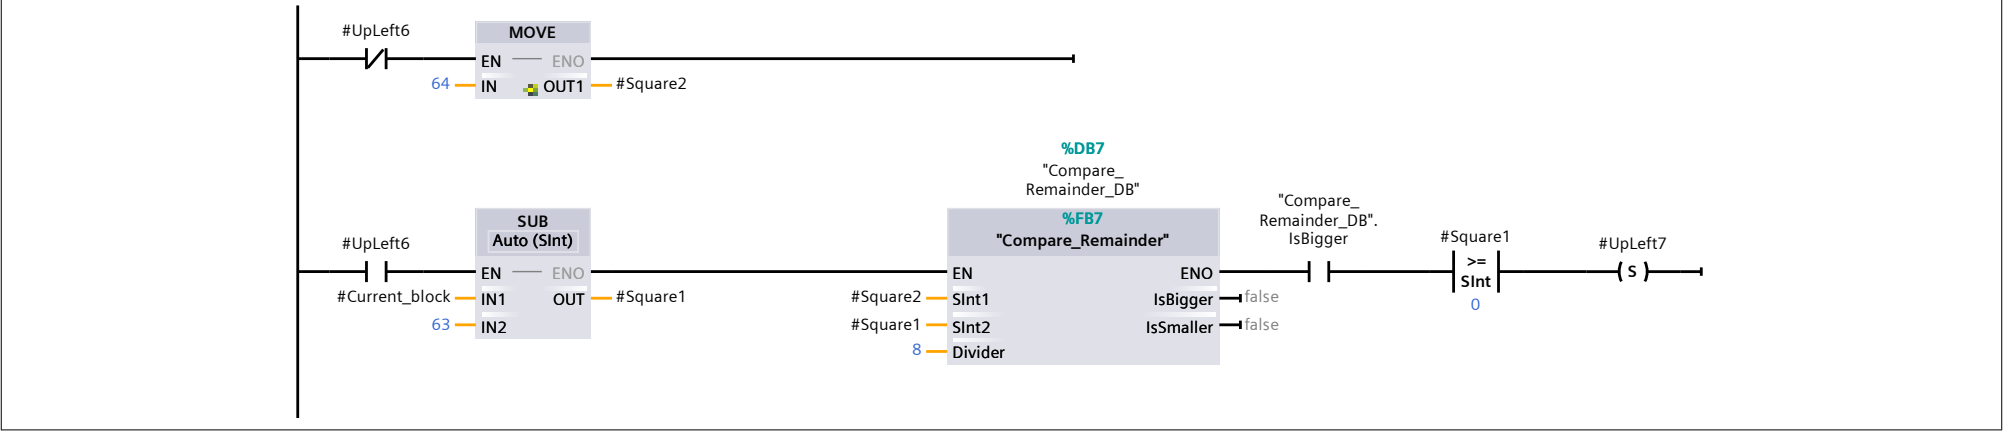 #UpLeft6
MOVE
EN ENO
64 IN OUT1 #Square2
%DB7
"Compare_
Remainder_DB"
"Compare_
Remainder_DB".
IsBigger
#UpLeft6
SUB
Auto (SInt)
%FB7
"Compare_Remainder"
#Square1
>=
SInt
0
#UpLeft7
S
EN ENO
#Current_block IN1 OUT #Square1
63 IN2
EN ENO
#Square2 SInt1 IsBigger false
#Square1 SInt2 IsSmaller false
8 Divider